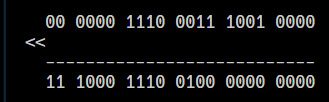 00 0000 1110 0011 1001 0000
<<
---------------------------
11 1000 1110 0100 0000 0000